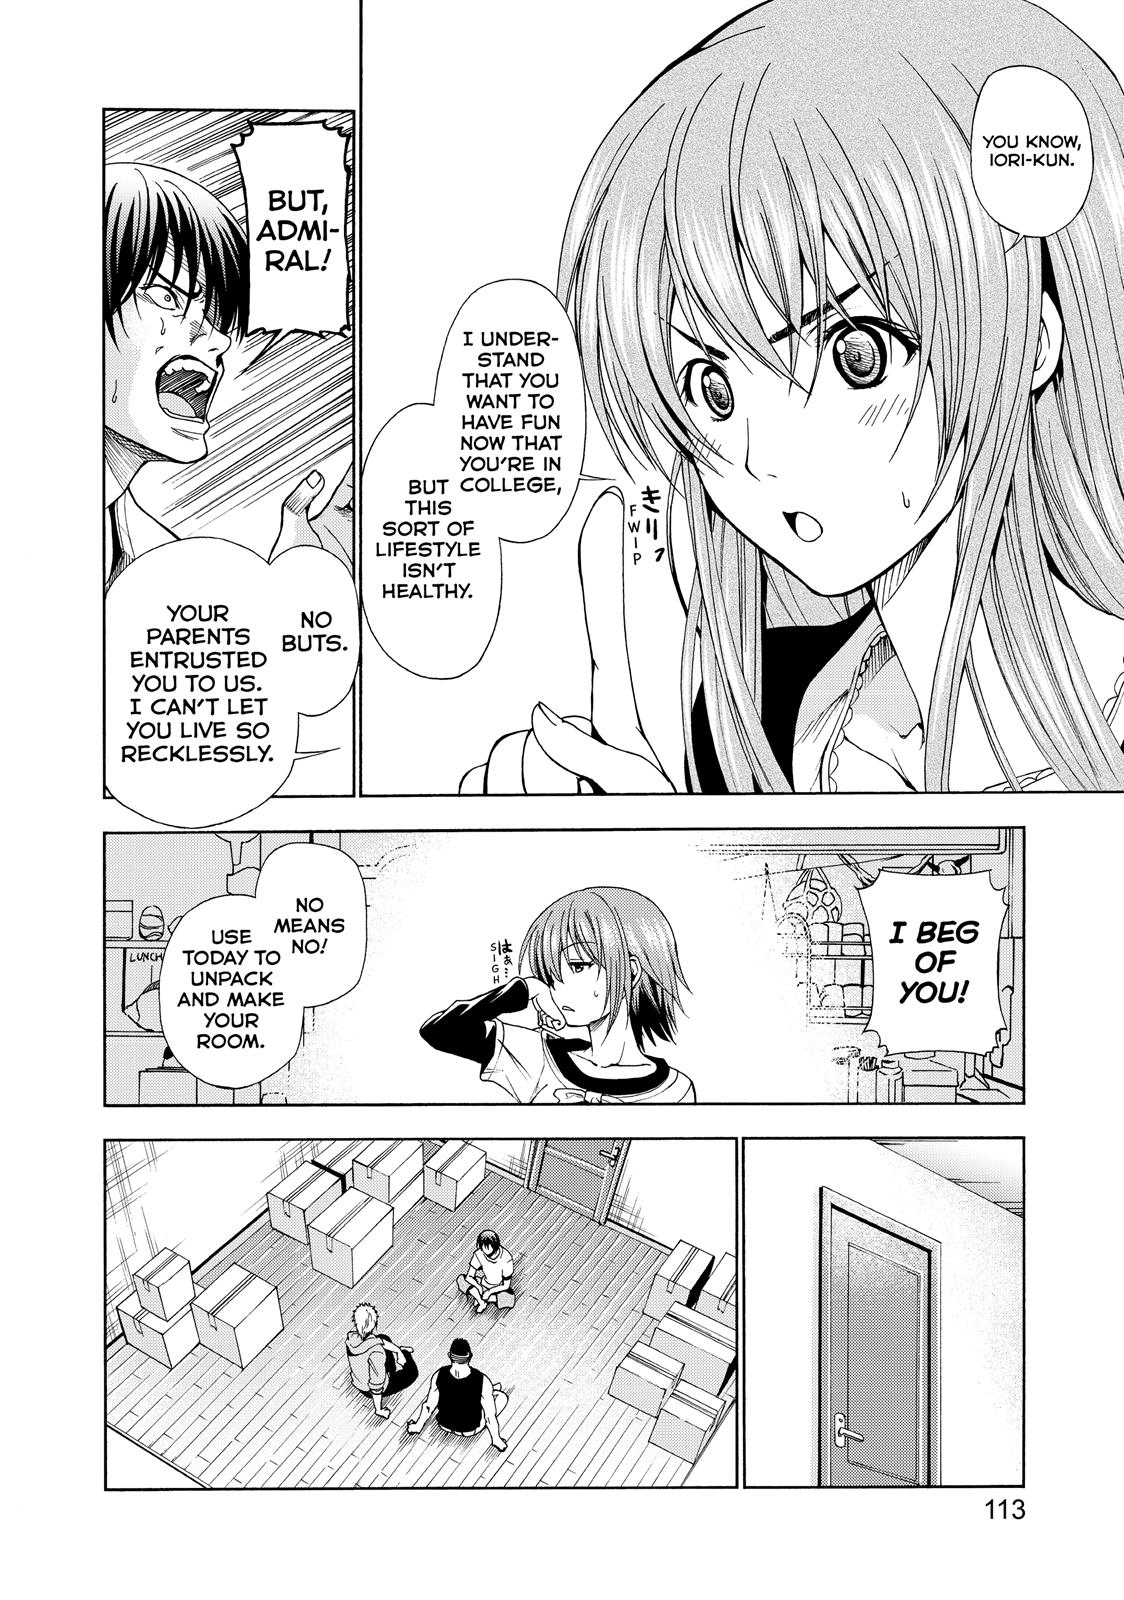 YOU KNOW,
IORI-KUN.
I UNDER-
STAND
THAT YOU
WANT TO
HAVE FUN
NOW THAT
YOU'RE IN
COLLEGE,
BUT
THIS
SORT OF
LIFESTYLE
ISN'T
HEALTHY.
きりっ
FWIP
BUT,
ADMI-
RAL!
NO
BUTS.
YOUR
PARENTS
ENTRUSTED
YOU TO US.
I CAN'T LET
YOU LIVE SO
RECKLESSLY.
I BEG
OF
YOU!
はぁ…
SIGH
NO
MEANS
NO!
USE
TODAY TO
UNPACK
AND MAKE
YOUR
ROOM.
LUNCH
113